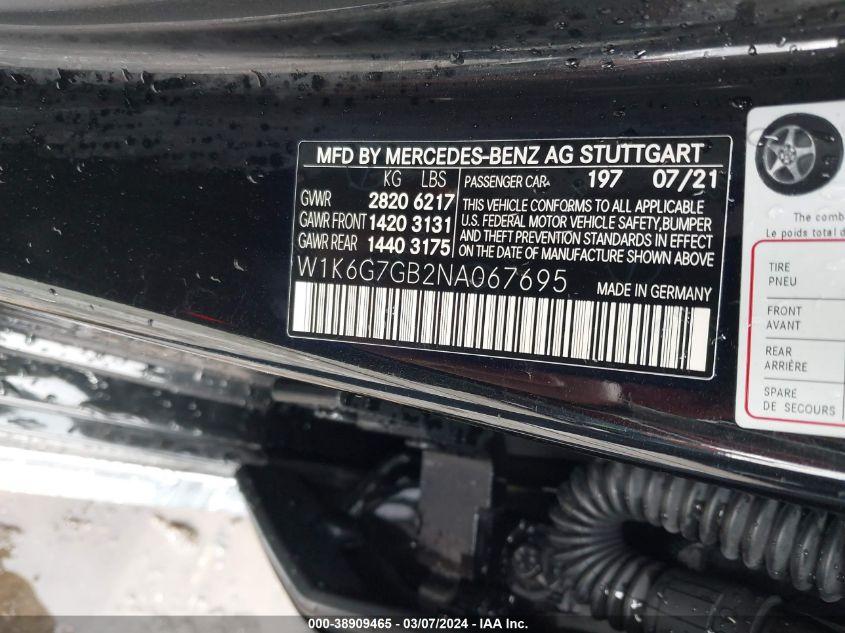 MFD BY MERCEDES-BENZ AG STUTTGART
KG LBS PASSENGER CAR 197 07/21
GVWR 2820 6217
GAWR FRONT 1420 3131
GAWR REAR 1440 3175
THIS VEHICLE CONFORMS TO ALL APPLICABLE
U.S. FEDERAL MOTOR VEHICLE SAFETY,BUMPER
AND THEFT PREVENTION STANDARDS IN EFFECT
ON DATE OF MANUFACTURE SHOWN ABOVE
W1K6G7GB2NA067695
MADE IN GERMANY
The comb
Le poids total d
TIRE
PNEU
FRONT
AVANT
REAR
ARRIÈRE
SPARE
DE SECOURS
000-38909465 - 03/07/2024 - IAA Inc.